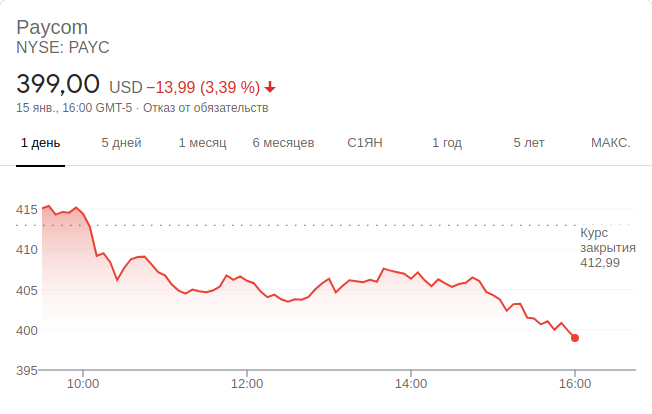 Paycom
NYSE: PAYC
399,00 USD −13,99 (3,39 %)
15 янв., 16:00 GMT-5 · Отказ от обязательств
1 день 5 дней 1 месяц 6 месяцев С1ЯН 1 год 5 лет МАКС.
415
410
405
400
395
Курс
закрытия
412,99
10:00 12:00 14:00 16:00